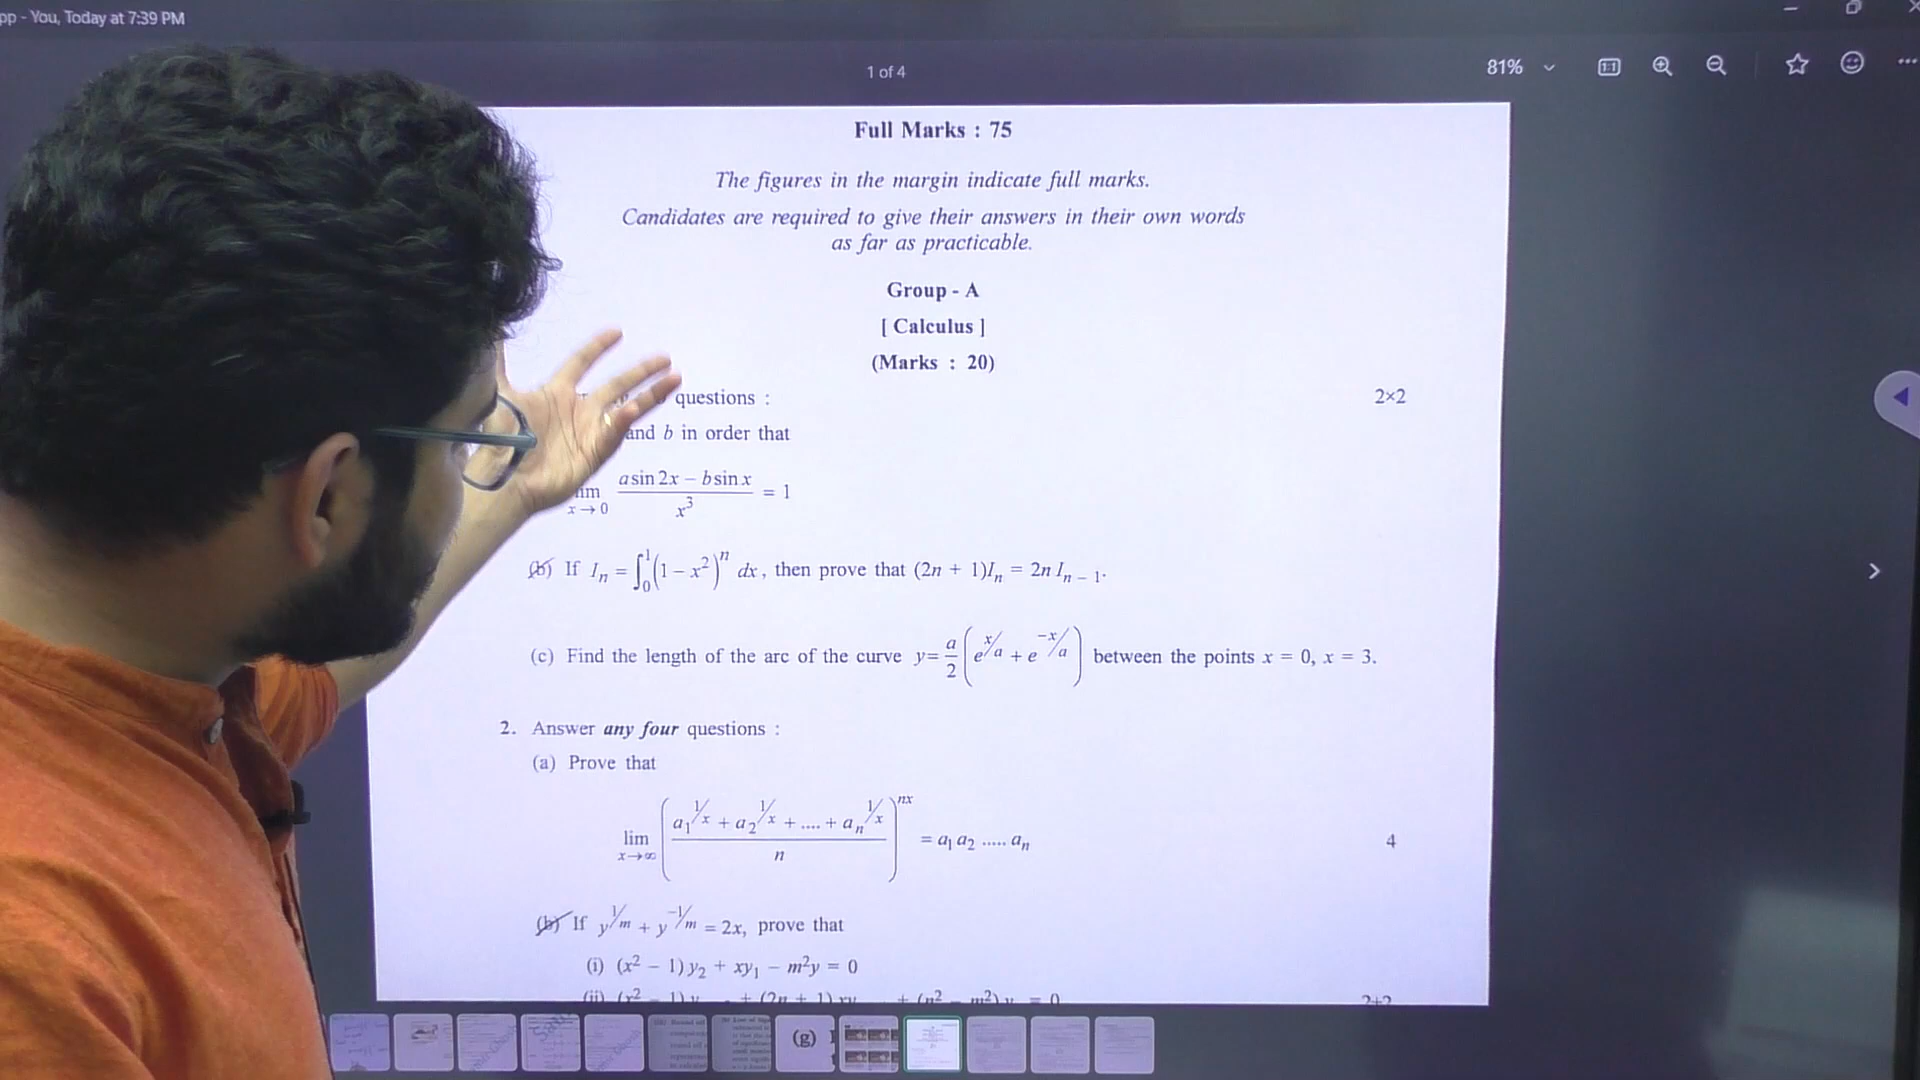 pp - You, Today at 7:39 PM
1 of 4
81%
Full Marks : 75
The figures in the margin indicate full marks.
Candidates are required to give their answers in their own words
as far as practicable.
Group - A
[ Calculus ]
(Marks : 20)
questions : 2×2
and b in order that
lim x→0 (a sin 2x – b sin x)/x³ = 1
(b) If Iₙ = ∫₀¹(1 – x²)ⁿ dx, then prove that (2n + 1)Iₙ = 2n Iₙ ₋ ₁.
(c) Find the length of the arc of the curve y= a/2 (e^(x/a) + e^(–x/a)) between the points x = 0, x = 3.
2. Answer any four questions :
(a) Prove that
lim x→∞ ((a₁^(1/x) + a₂^(1/x) + .... + aₙ^(1/x))/n)^(nx) = a₁ a₂ ..... aₙ 4
(b) If y^(1/m) + y^(–1/m) = 2x, prove that
(i) (x² – 1) y₂ + xy₁ – m²y = 0
(g)